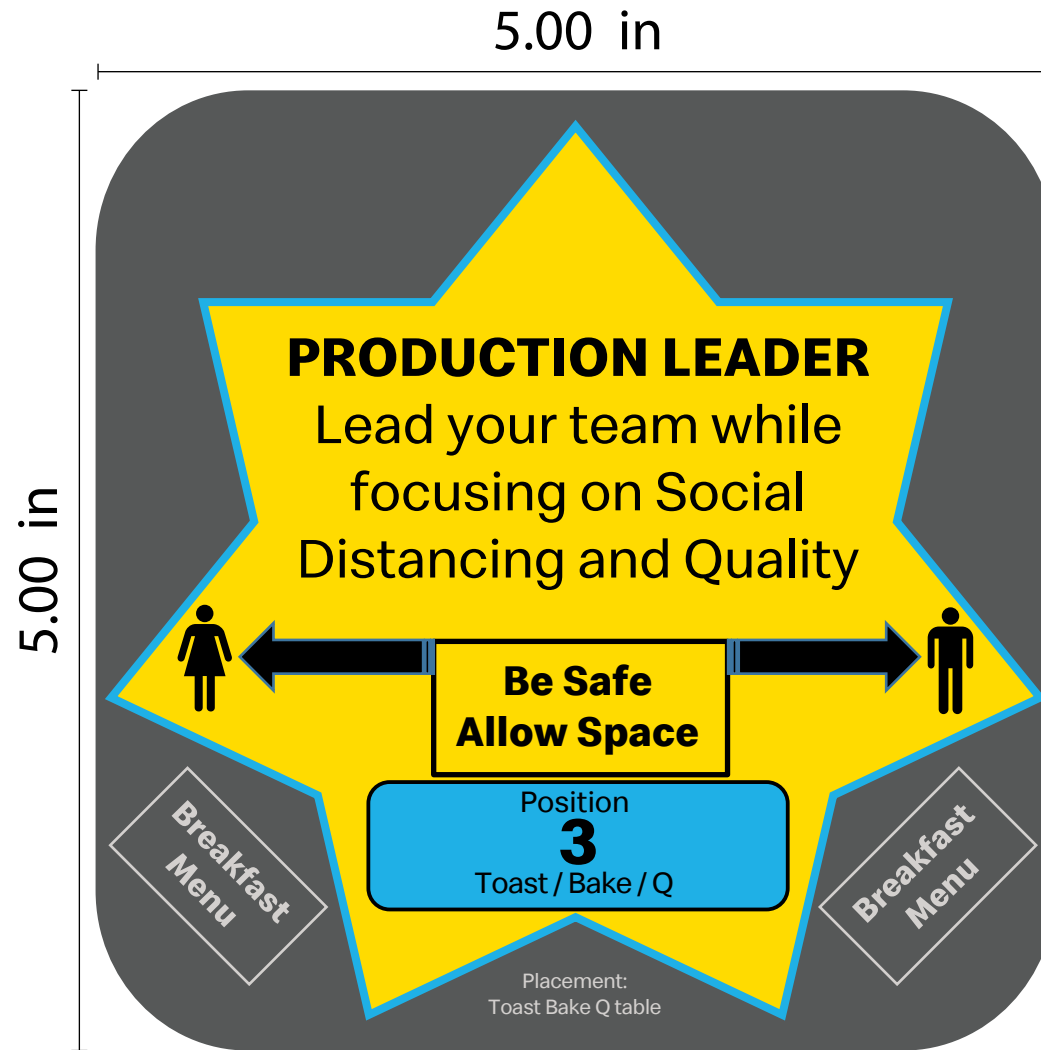 5.00 in
5.00 in
PRODUCTION LEADER
Lead your team while
focusing on Social
Distancing and Quality
Be Safe
Allow Space
Position
3
Toast / Bake / Q
Breakfast
Menu
Breakfast
Menu
Placement:
Toast Bake Q table